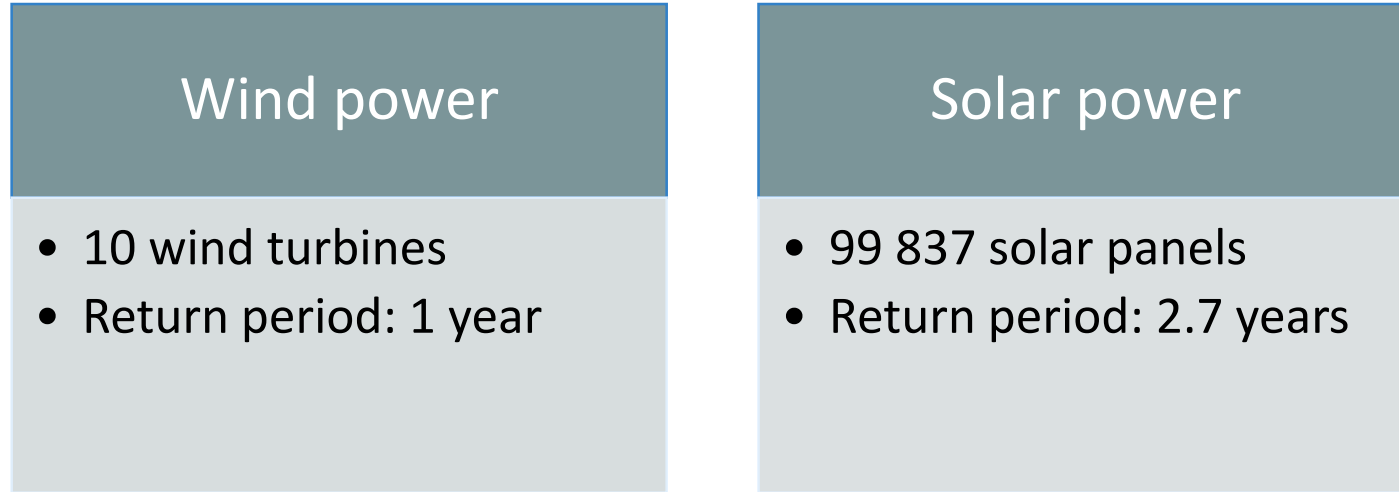 Wind power
• 10 wind turbines
• Return period: 1 year
Solar power
• 99 837 solar panels
• Return period: 2.7 years